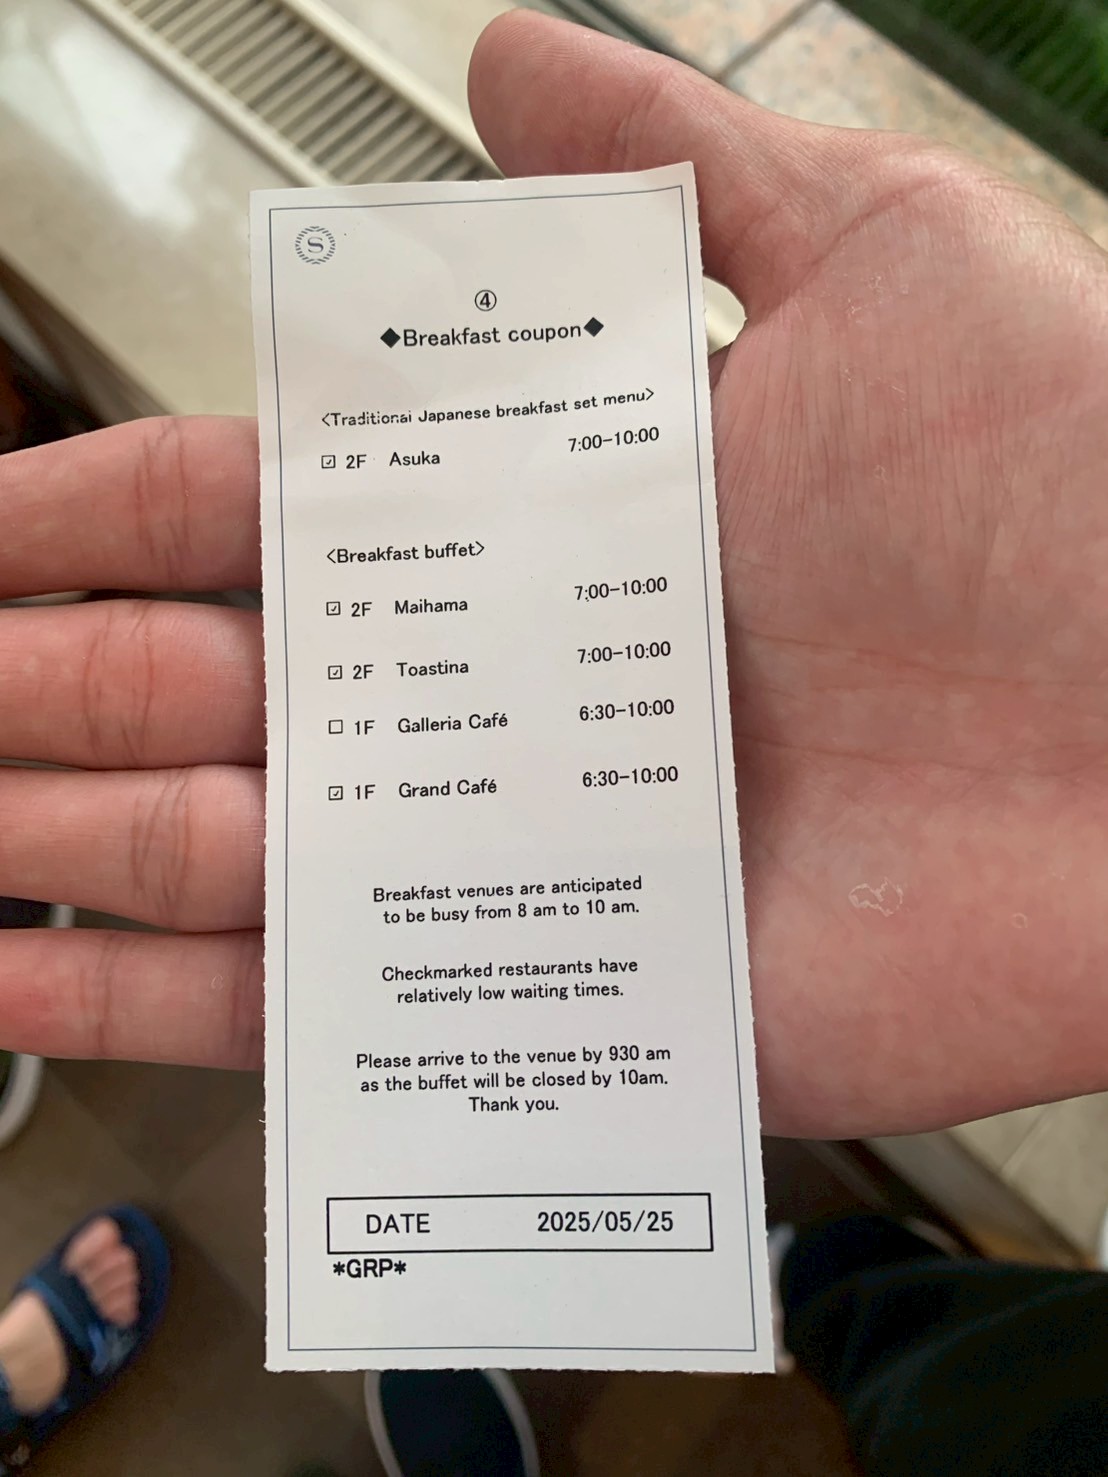 S
④
◆Breakfast coupon◆
<Traditional Japanese breakfast set menu>
☑ 2F Asuka 7:00-10:00
<Breakfast buffet>
☑ 2F Maihama 7:00-10:00
☑ 2F Toastina 7:00-10:00
☐ 1F Galleria Café 6:30-10:00
☑ 1F Grand Café 6:30-10:00
Breakfast venues are anticipated
to be busy from 8 am to 10 am.
Checkmarked restaurants have
relatively low waiting times.
Please arrive to the venue by 930 am
as the buffet will be closed by 10am.
Thank you.
DATE 2025/05/25
*GRP*